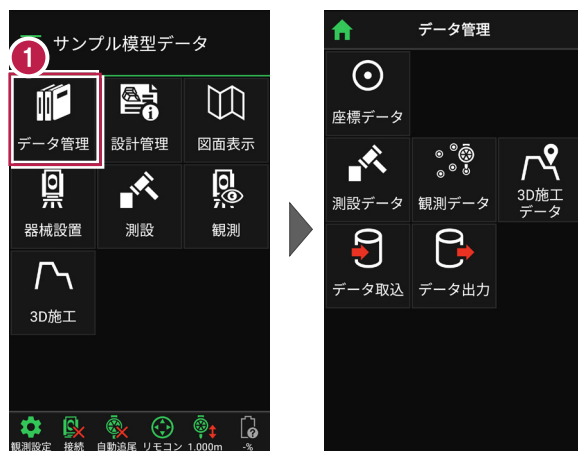 サンプル模型データ
1
データ管理
設計管理
図面表示
器械設置
測設
観測
3D施工
観測設定
接続
自動追尾
リモコン
1.000m
-%
データ管理
座標データ
測設データ
観測データ
3D施工
データ
データ取込
データ出力